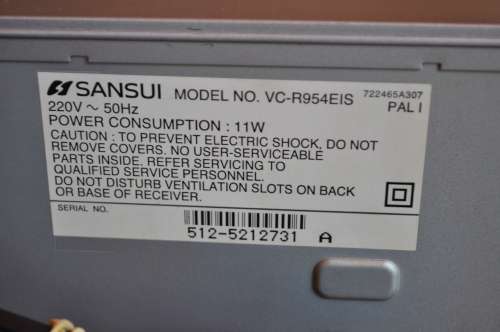 SANSUI MODEL NO. VC-R954EIS 722465A307
220V ~ 50Hz PAL I
POWER CONSUMPTION : 11W
CAUTION : TO PREVENT ELECTRIC SHOCK, DO NOT
REMOVE COVERS. NO USER-SERVICEABLE
PARTS INSIDE. REFER SERVICING TO
QUALIFIED SERVICE PERSONNEL.
DO NOT DISTURB VENTILATION SLOTS ON BACK
OR BASE OF RECEIVER.
SERIAL NO.
512-5212731 A